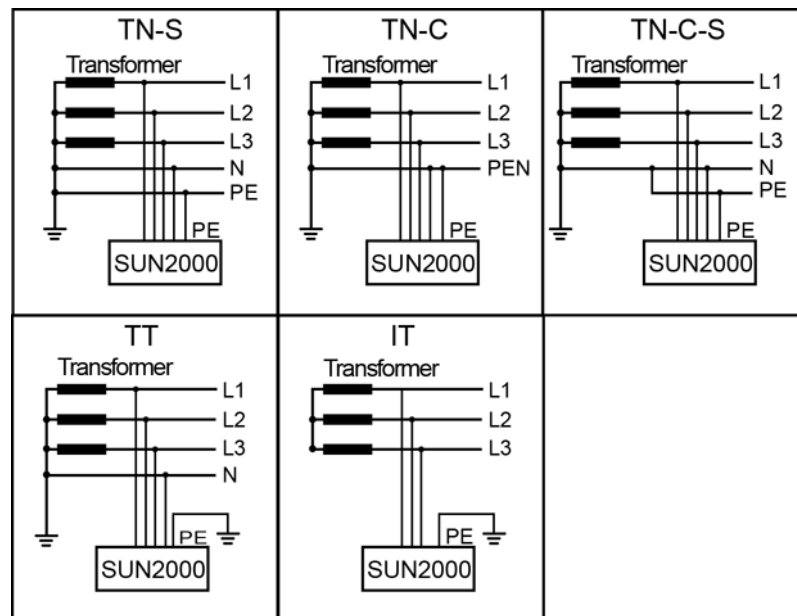 TN-S
Transformer
L1
L2
L3
N
PE
PE
SUN2000
TN-C
Transformer
L1
L2
L3
PEN
PE
SUN2000
TN-C-S
Transformer
L1
L2
L3
N
PE
PE
SUN2000
TT
Transformer
L1
L2
L3
N
PE
SUN2000
IT
Transformer
L1
L2
L3
PE
SUN2000